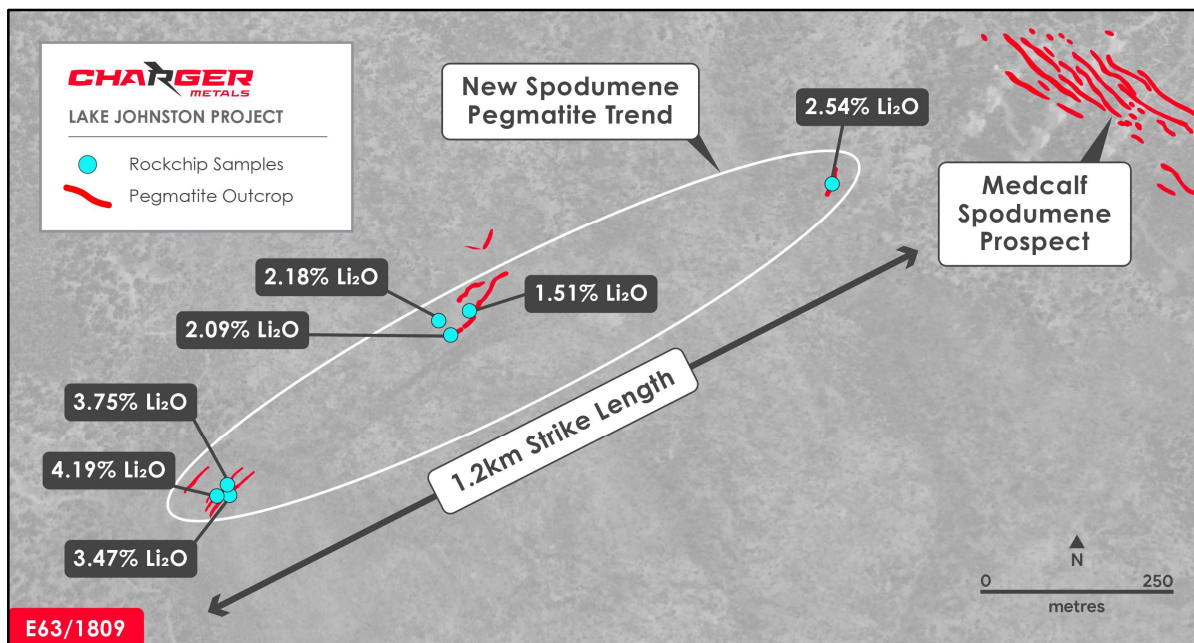 CHARGER
METALS
LAKE JOHNSTON PROJECT
Rockchip Samples
Pegmatite Outcrop
New Spodumene
Pegmatite Trend
2.54% Li₂O
Medcalf
Spodumene
Prospect
2.18% Li₂O
1.51% Li₂O
2.09% Li₂O
3.75% Li₂O
4.19% Li₂O
3.47% Li₂O
1.2km Strike Length
N
0 250
metres
E63/1809